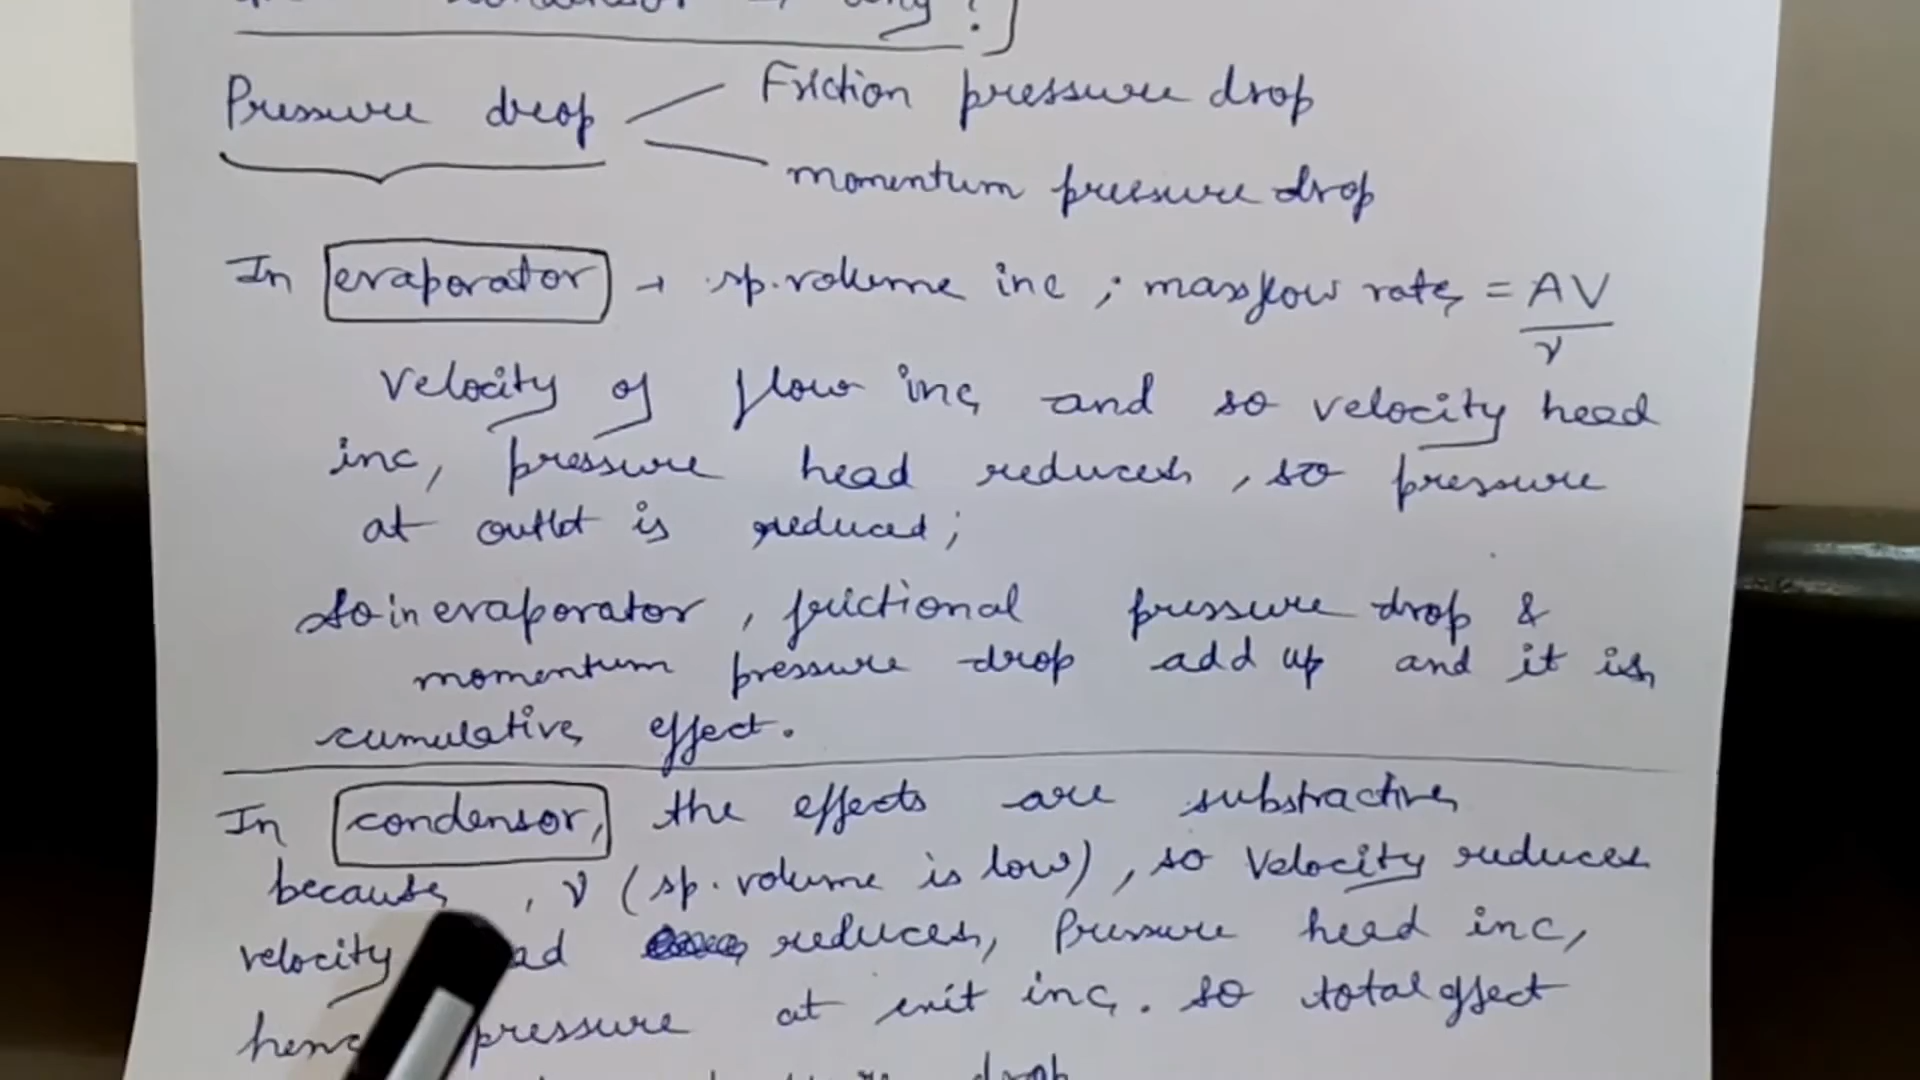 why?]
Pressure drop
Friction pressure drop
momentum pressure drop
In evaporator → sp. volume inc ; massflow rate = AV/ν
velocity of flow inc, and so velocity head
inc, pressure head reduces, so pressure
at outlet is reduced;
So in evaporator, frictional pressure drop &
momentum pressure drop add up and it is
cumulative effect.
In condensor, the effects are substractive
because, ν (sp. volume is low), so velocity reduces
velocity reduces, Pressure head inc,
pressure at exit inc. so total effect
drop